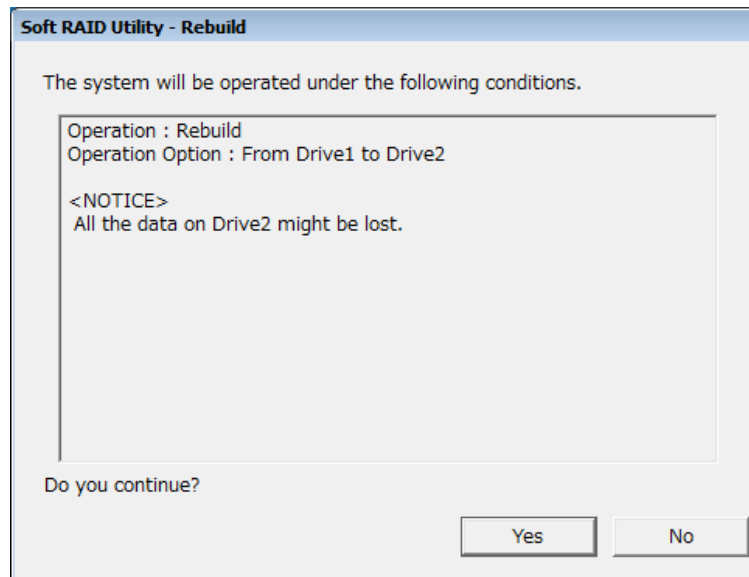 Soft RAID Utility - Rebuild
The system will be operated under the following conditions.
Operation : Rebuild
Operation Option : From Drive1 to Drive2
<NOTICE>
All the data on Drive2 might be lost.
Do you continue?
Yes
No